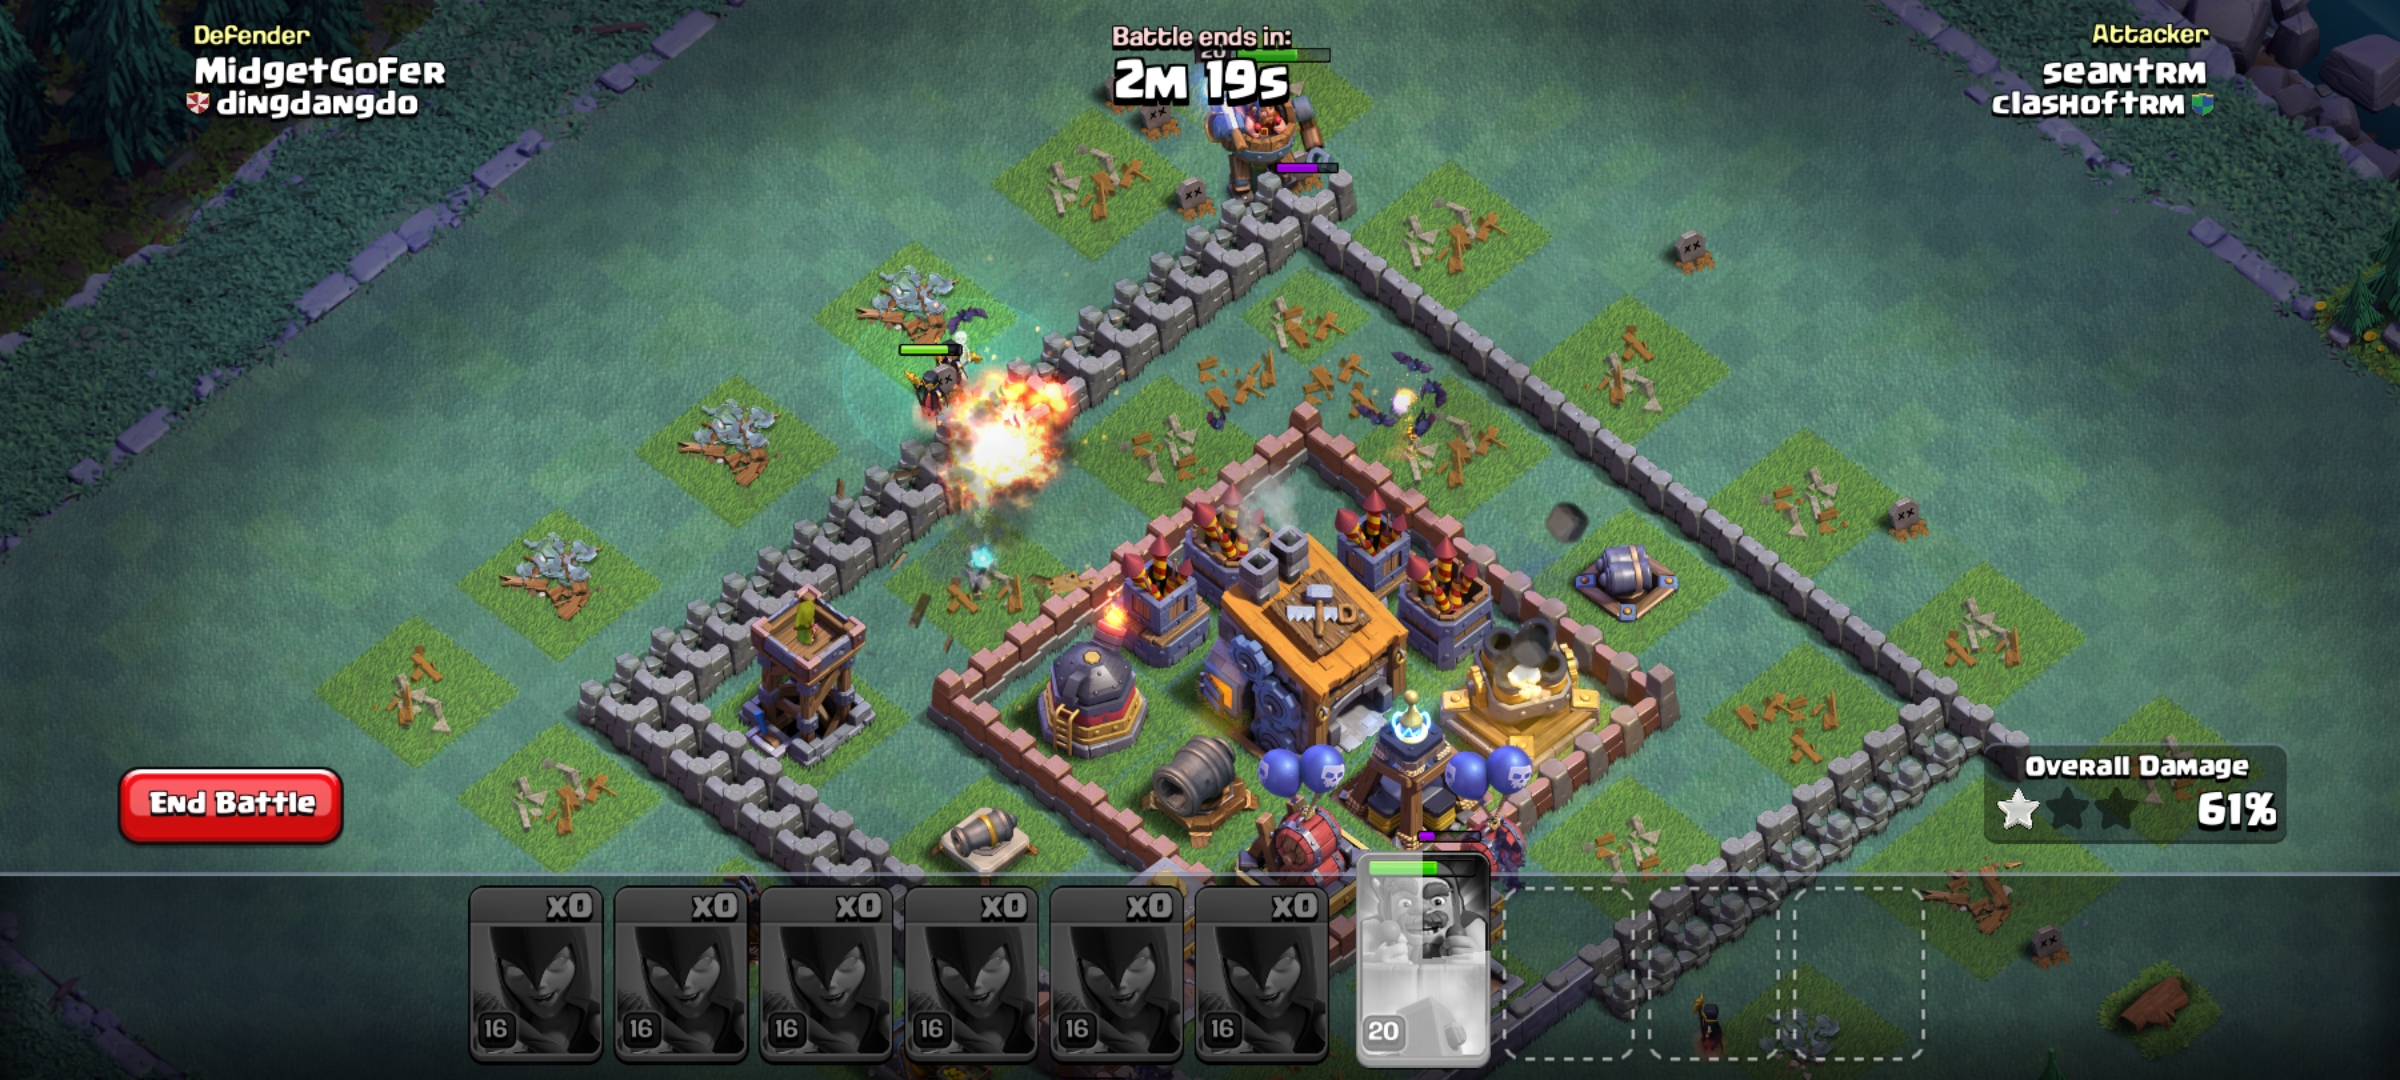 Defender
MidgetGofer
dingdangdo
Battle ends in:
20
2M 19s
Attacker
seantRM
clashoftRM
End Battle
Overall Damage
61%
x0
x0
x0
x0
x0
x0
16
16
16
16
16
16
20